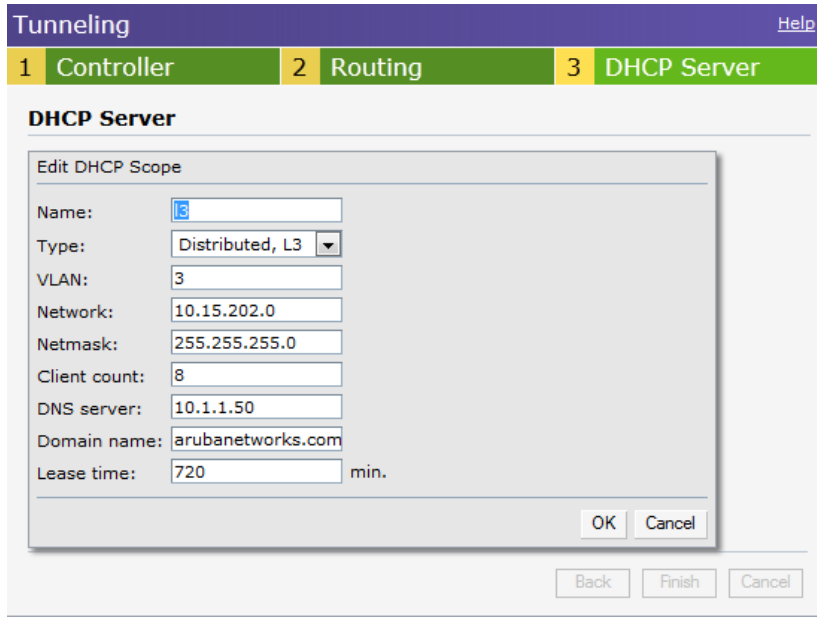 Tunneling Help
1 Controller 2 Routing 3 DHCP Server
DHCP Server
Edit DHCP Scope
Name: l3
Type: Distributed, L3
VLAN: 3
Network: 10.15.202.0
Netmask: 255.255.255.0
Client count: 8
DNS server: 10.1.1.50
Domain name: arubanetworks.com
Lease time: 720 min.
OK Cancel
Back Finish Cancel